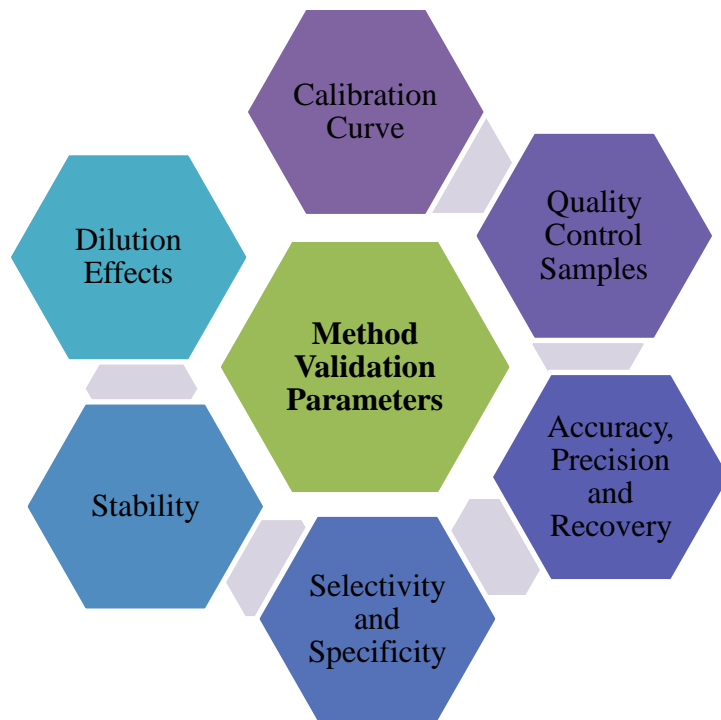 Calibration
Curve
Quality
Control
Samples
Dilution
Effects
Method
Validation
Parameters
Accuracy,
Precision
and
Recovery
Stability
Selectivity
and
Specificity